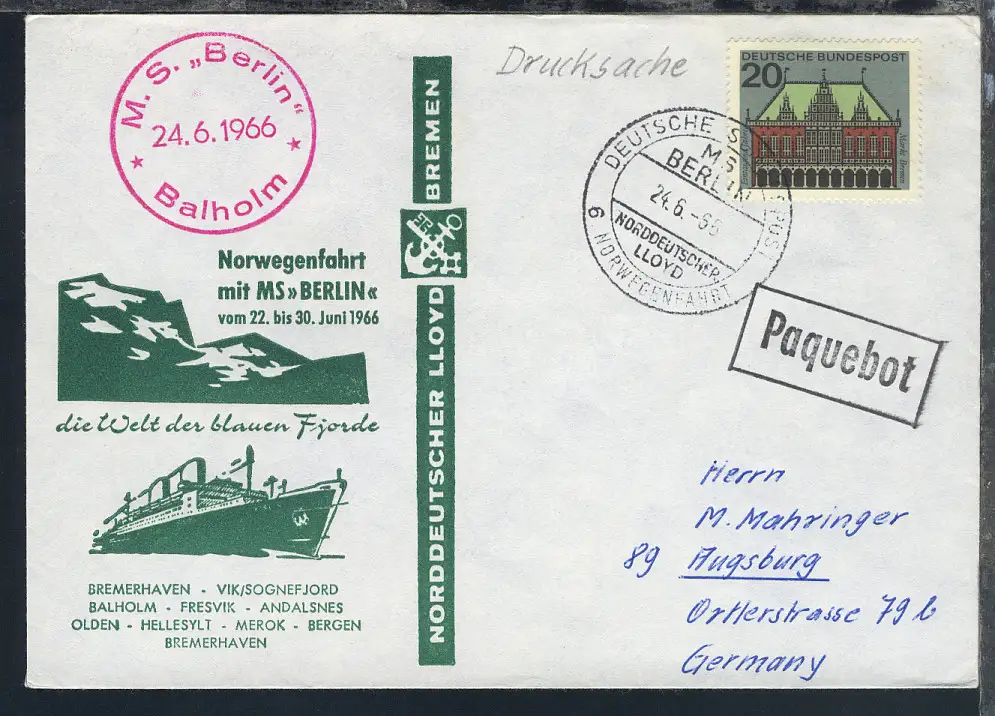 M. S. „Berlin“
24.6.1966
Balholm
Norwegenfahrt
mit MS »BERLIN«
vom 22. bis 30. Juni 1966
die Welt der blauen Fjorde
BREMERHAVEN - VIK/SOGNEFJORD
BALHOLM - FRESVIK - ANDALSNES
OLDEN - HELLESYLT - MEROK - BERGEN
BREMERHAVEN
NORDDEUTSCHER LLOYD BREMEN
Drucksache
DEUTSCHE BUNDESPOST
20
DEUTSCHE
MS
BERLIN
24.6.-66
NORDDEUTSCHER
LLOYD
6 NORWEGENFAHRT
Paquebot
Herrn
M. Mahringer
89 Augsburg
Ortlerstrasse 79 b
Germany